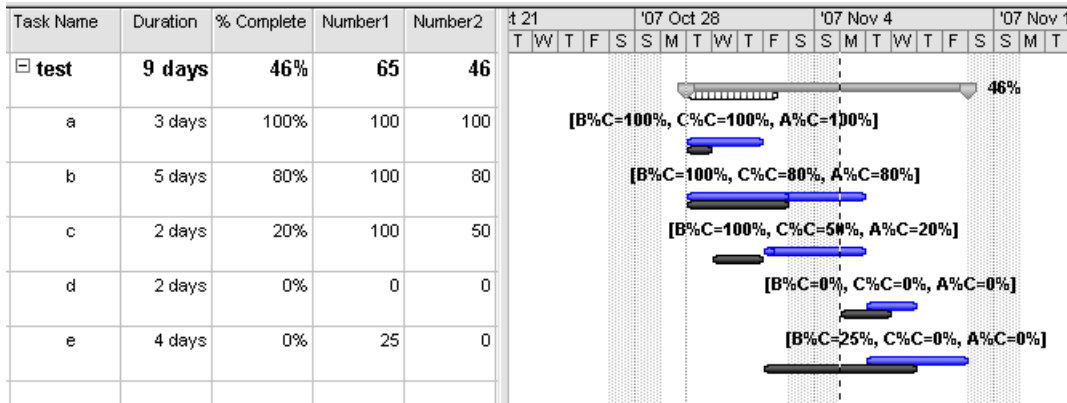 Task Name Duration % Complete Number1 Number2 t 21 '07 Oct 28 '07 Nov 4 '07 Nov 1
T W T F S S M T W T F S S M T W T F S S M T
test 9 days 46% 65 46 46%
a 3 days 100% 100 100 [B%C=100%, C%C=100%, A%C=100%]
b 5 days 80% 100 80 [B%C=100%, C%C=80%, A%C=80%]
c 2 days 20% 100 50 [B%C=100%, C%C=50%, A%C=20%]
d 2 days 0% 0 0 [B%C=0%, C%C=0%, A%C=0%]
e 4 days 0% 25 0 [B%C=25%, C%C=0%, A%C=0%]